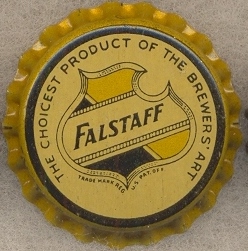 THE CHOICEST PRODUCT OF THE BREWERS' ART
FALSTAFF
TRADE MARK REG. U.S. PAT. OFF.